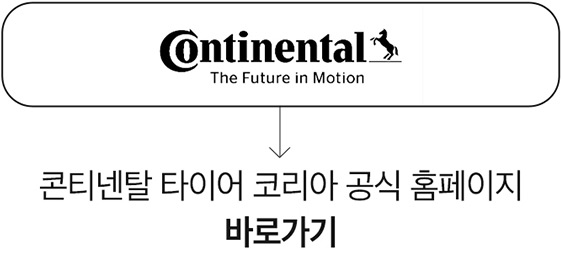 Continental
The Future in Motion
콘티넨탈 타이어 코리아 공식 홈페이지
바로가기